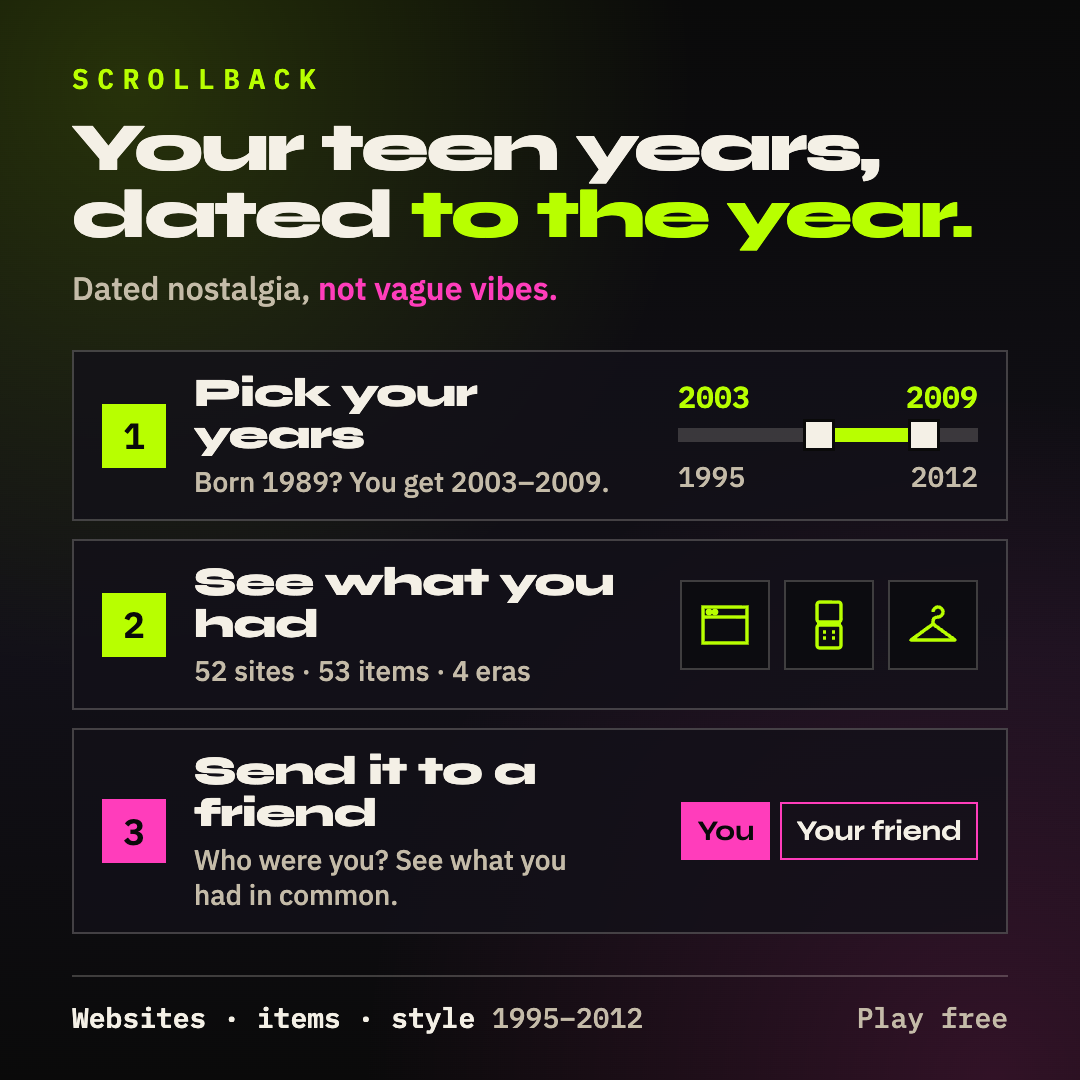 SCROLLBACK
Your teen years,
dated to the year.
Dated nostalgia, not vague vibes.
1
Pick your
years
Born 1989? You get 2003–2009.
2003 2009
1995 2012
2
See what you
had
52 sites · 53 items · 4 eras
3
Send it to a
friend
Who were you? See what you
had in common.
You Your friend
Websites · items · style 1995–2012
Play free